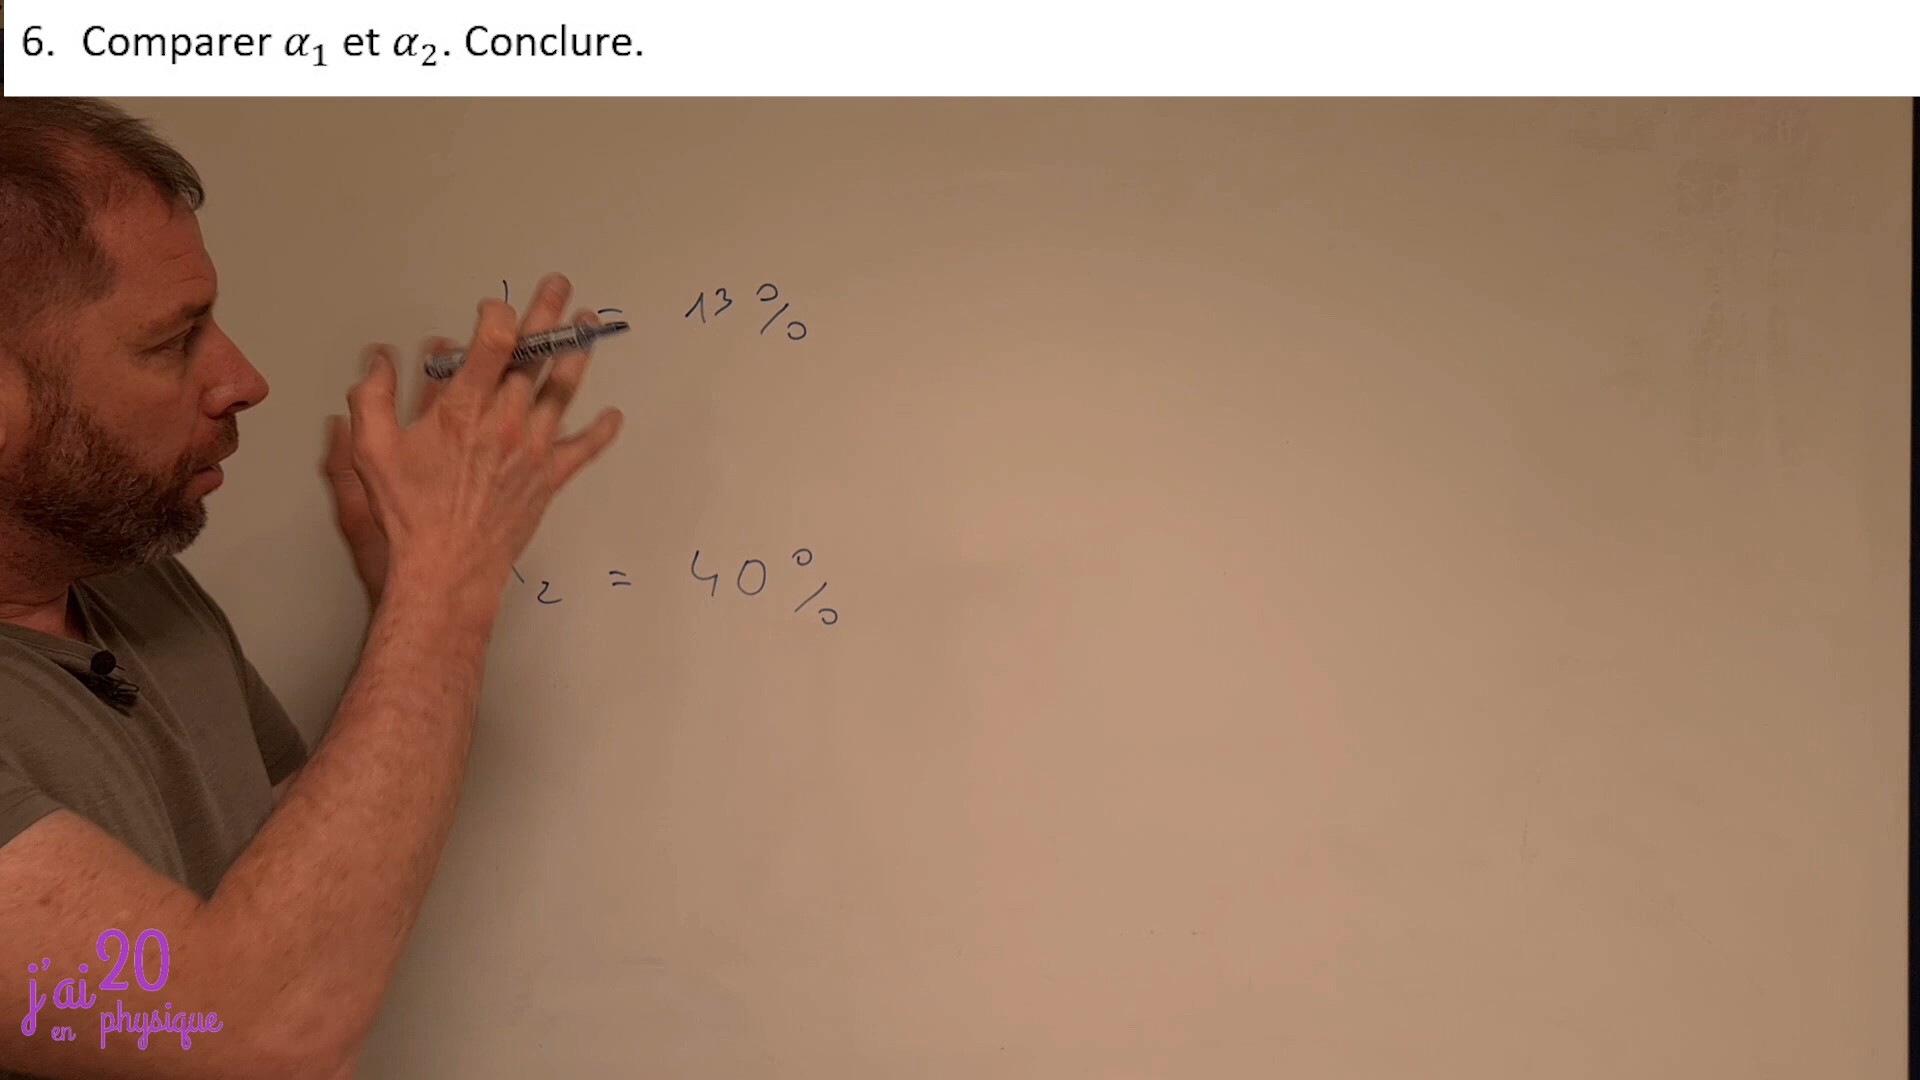 6. Comparer α₁ et α₂. Conclure.
= 13 %
₂ = 40 %
j'ai 20
en physique